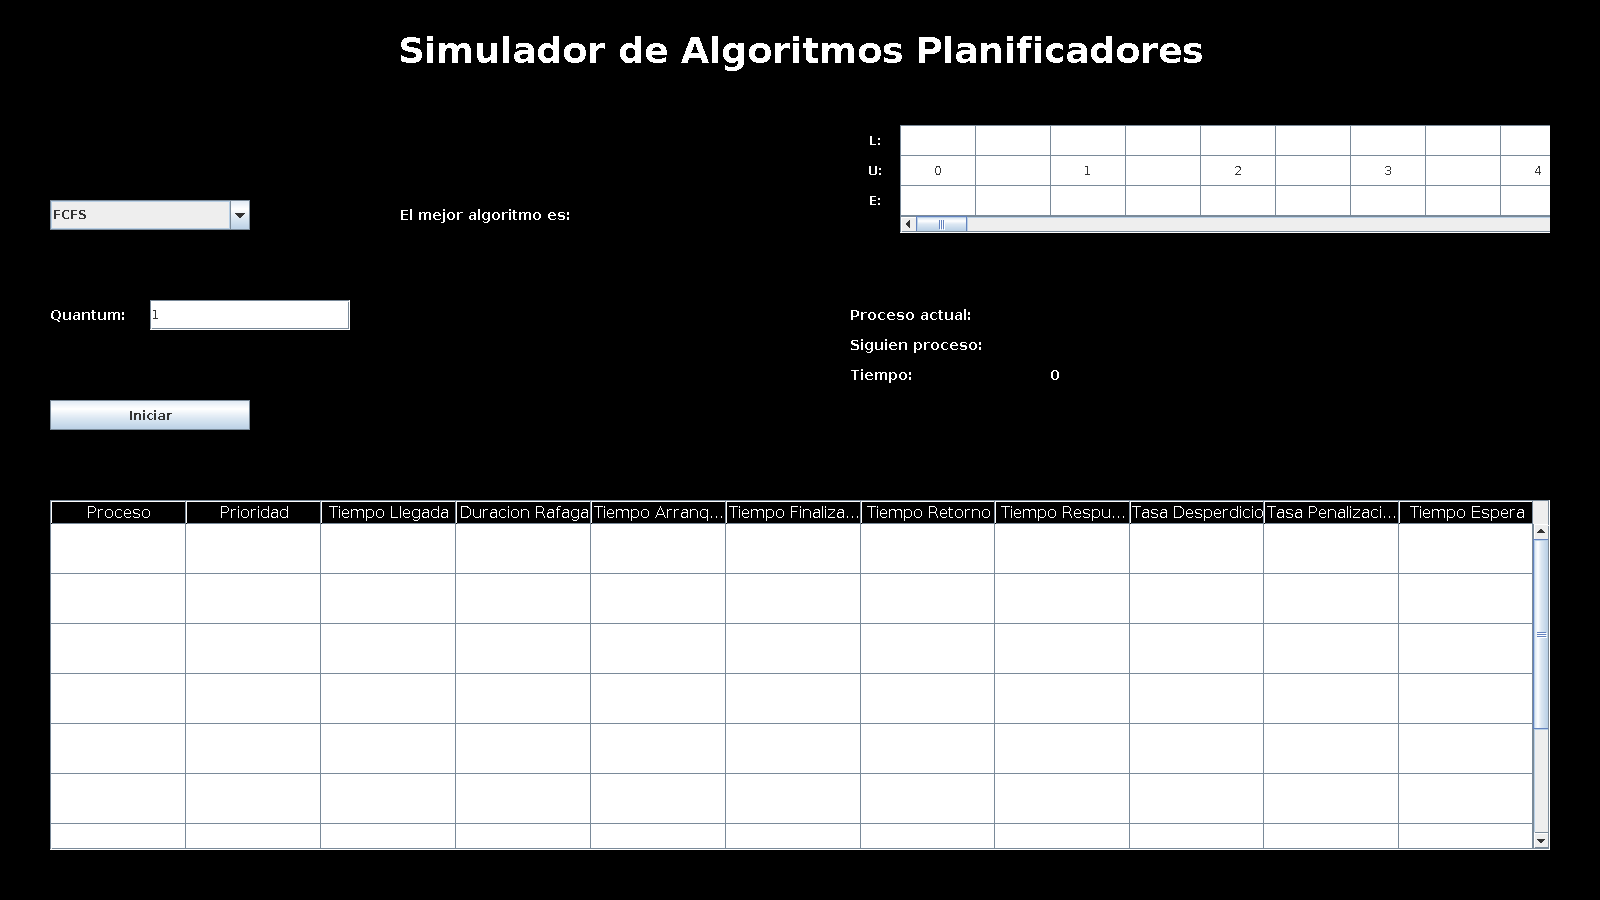 Simulador de Algoritmos Planificadores
L:
U: 0 1 2 3 4
E:
FCFS
El mejor algoritmo es:
Quantum: 1
Proceso actual:
Siguien proceso:
Tiempo: 0
Iniciar
Proceso Prioridad Tiempo Llegada Duracion Rafaga Tiempo Arranq... Tiempo Finaliza... Tiempo Retorno Tiempo Respu... Tasa Desperdicio Tasa Penalizaci... Tiempo Espera